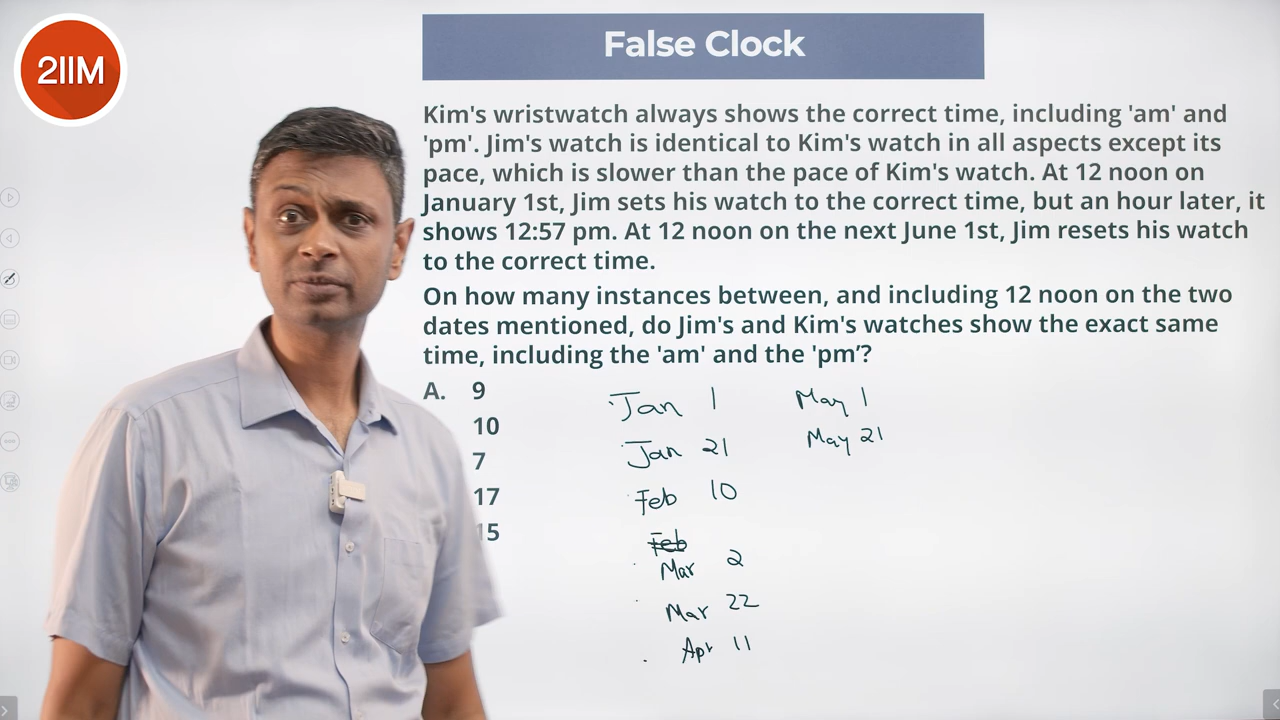 2IIM
False Clock
Kim's wristwatch always shows the correct time, including 'am' and
'pm'. Jim's watch is identical to Kim's watch in all aspects except its
pace, which is slower than the pace of Kim's watch. At 12 noon on
January 1st, Jim sets his watch to the correct time, but an hour later, it
shows 12:57 pm. At 12 noon on the next June 1st, Jim resets his watch
to the correct time.
On how many instances between, and including 12 noon on the two
dates mentioned, do Jim's and Kim's watches show the exact same
time, including the 'am' and the 'pm’?
A. 9
10
7
17
15
Jan 1
Jan 21
Feb 10
Feb
Mar 2
Mar 22
Apr 11
May 1
May 21